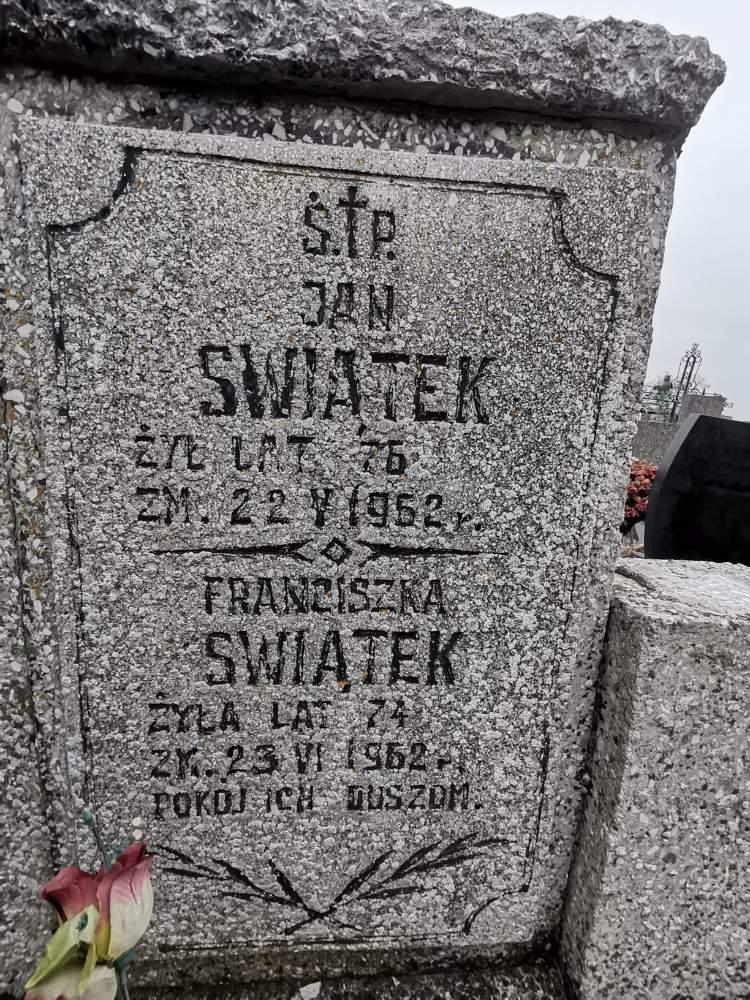 Ś.†P.
JAN
SWIĄTEK
ŻYŁ LAT 76
ZM. 22 V 1962 r.
FRANCISZKA
SWIĄTEK
ŻYŁA LAT 74
ZM. 23 VI 1962 r.
POKÓJ ICH DUSZOM.